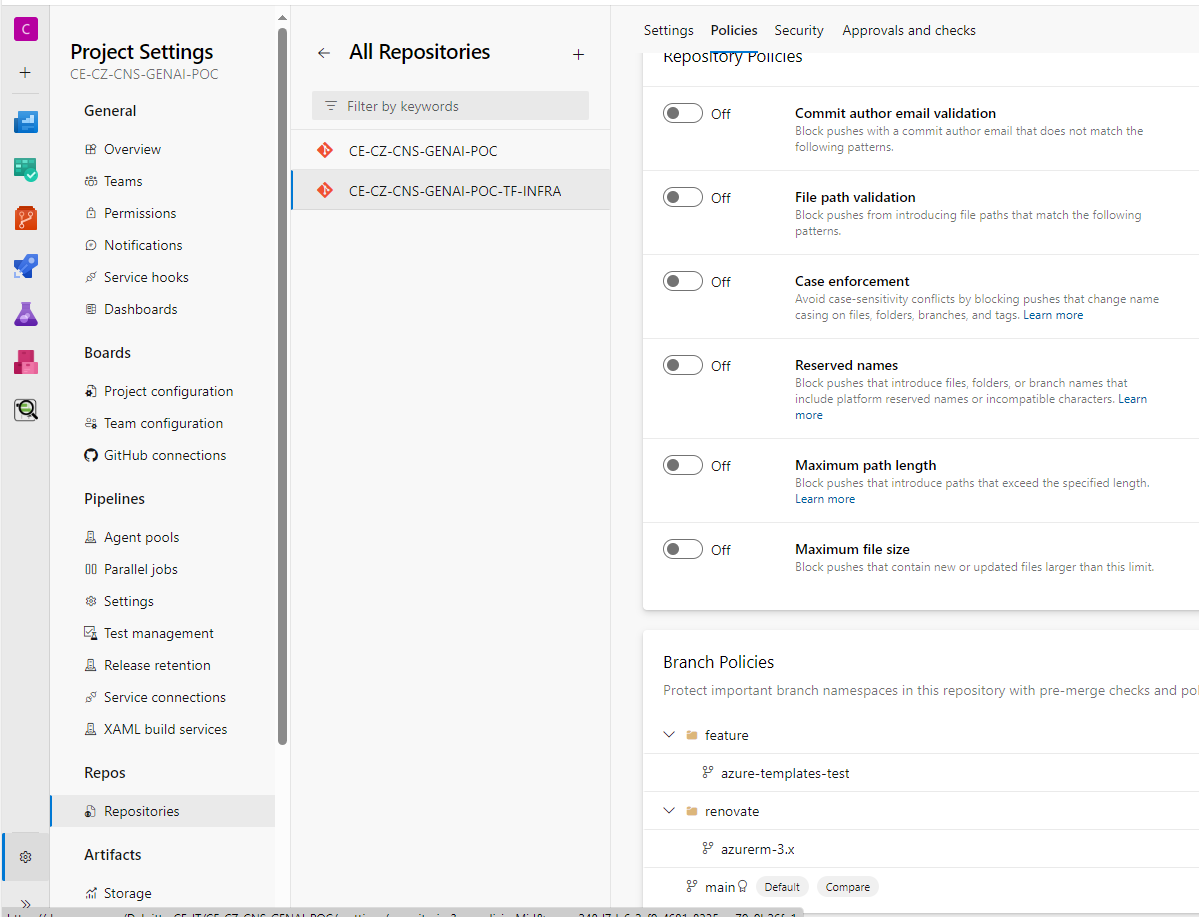 C
Project Settings
CE-CZ-CNS-GENAI-POC
General
Overview
Teams
Permissions
Notifications
Service hooks
Dashboards
Boards
Project configuration
Team configuration
GitHub connections
Pipelines
Agent pools
Parallel jobs
Settings
Test management
Release retention
Service connections
XAML build services
Repos
Repositories
Artifacts
Storage
All Repositories
Filter by keywords
CE-CZ-CNS-GENAI-POC
CE-CZ-CNS-GENAI-POC-TF-INFRA
Settings Policies Security Approvals and checks
Repository Policies
Off
Commit author email validation
Block pushes with a commit author email that does not match the
following patterns.
Off
File path validation
Block pushes from introducing file paths that match the following
patterns.
Off
Case enforcement
Avoid case-sensitivity conflicts by blocking pushes that change name
casing on files, folders, branches, and tags. Learn more
Off
Reserved names
Block pushes that introduce files, folders, or branch names that
include platform reserved names or incompatible characters. Learn
more
Off
Maximum path length
Block pushes that introduce paths that exceed the specified length.
Learn more
Off
Maximum file size
Block pushes that contain new or updated files larger than this limit.
Branch Policies
Protect important branch namespaces in this repository with pre-merge checks and pol
feature
azure-templates-test
renovate
azurerm-3.x
main Default Compare